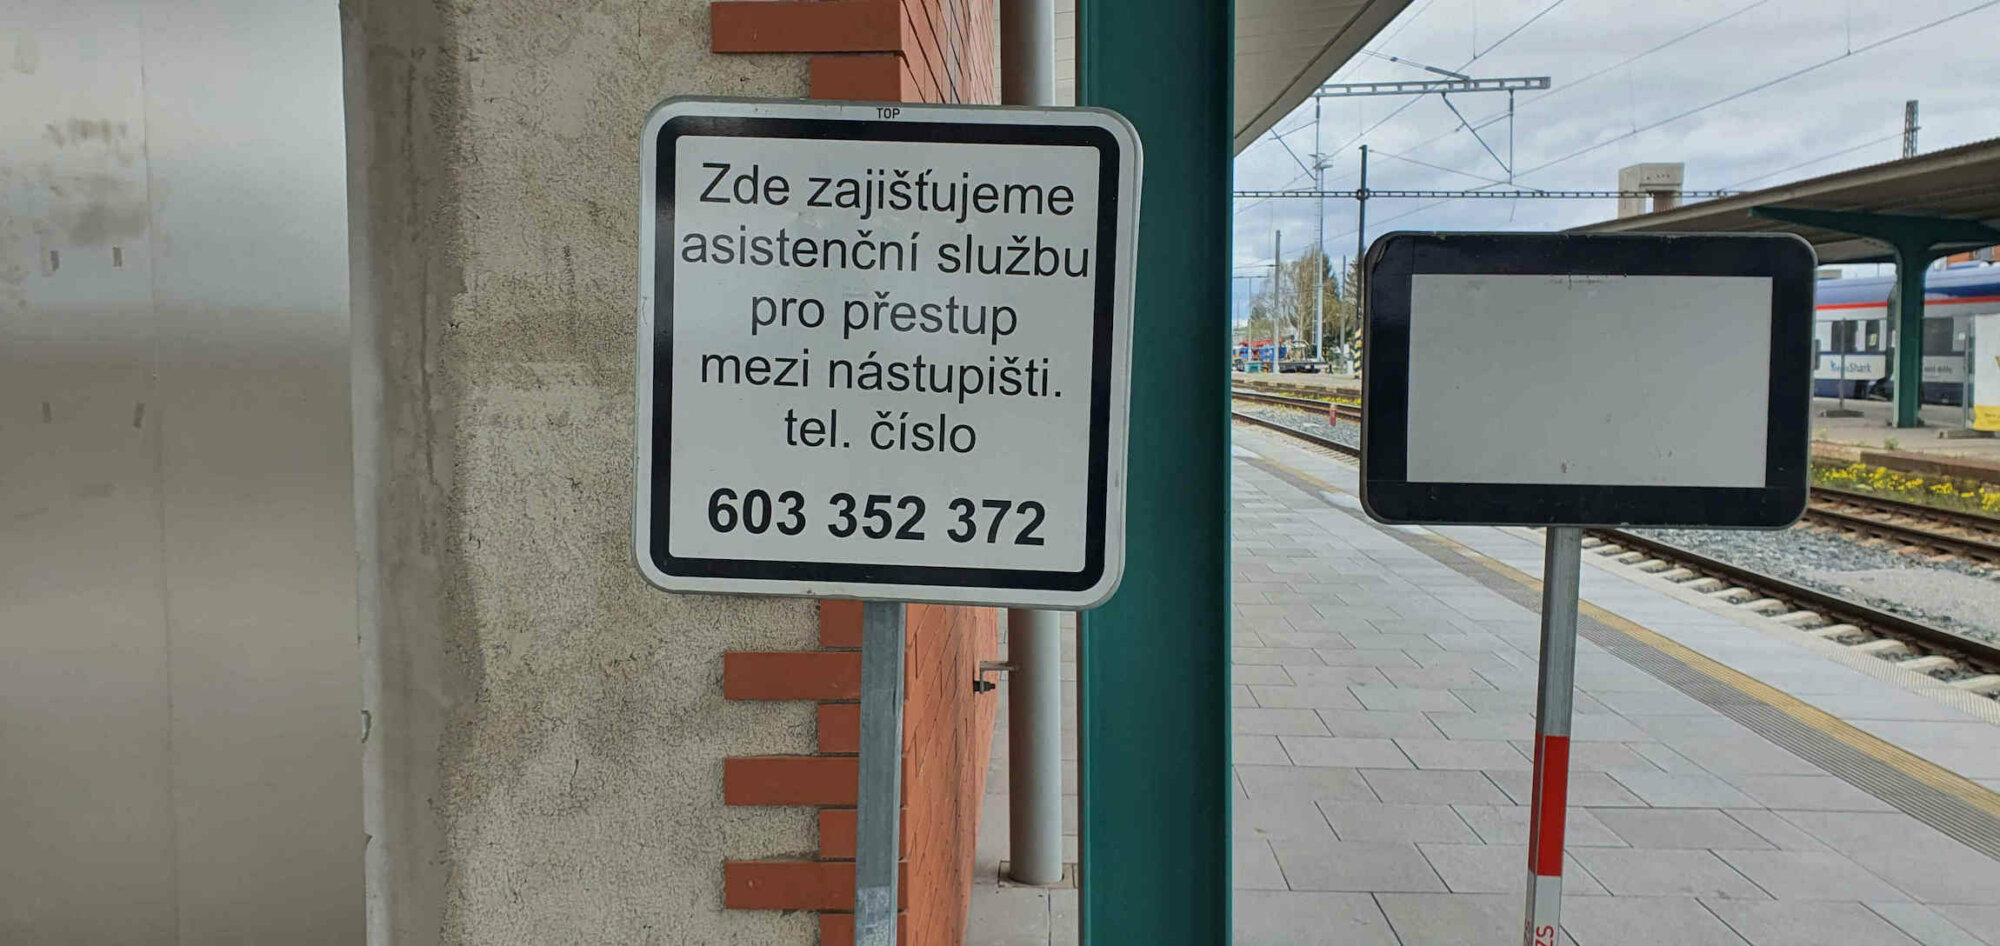 TOP
Zde zajišťujeme
asistenční službu
pro přestup
mezi nástupišti.
tel. číslo
603 352 372